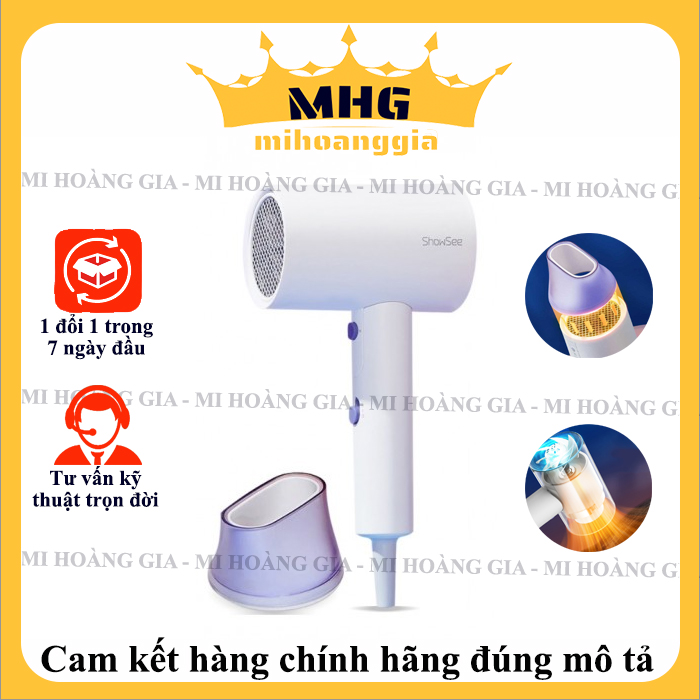 MHG
mihoanggia
MI HOÀNG GIA - MI HOÀNG GIA - MI HOÀNG GIA - MI HOÀNG G
ShowSee
1 đổi 1 trong
7 ngày đầu
MI HOÀNG GIA - MI HOÀNG GIA - MI HOÀNG GIA - MI HOÀNG G
Tư vấn kỹ
thuật trọn đời
MI HOÀNG GIA - MI HOÀNG GIA - MI HOÀNG GIA - MI HOÀNG G
Cam kết hàng chính hãng đúng mô tả